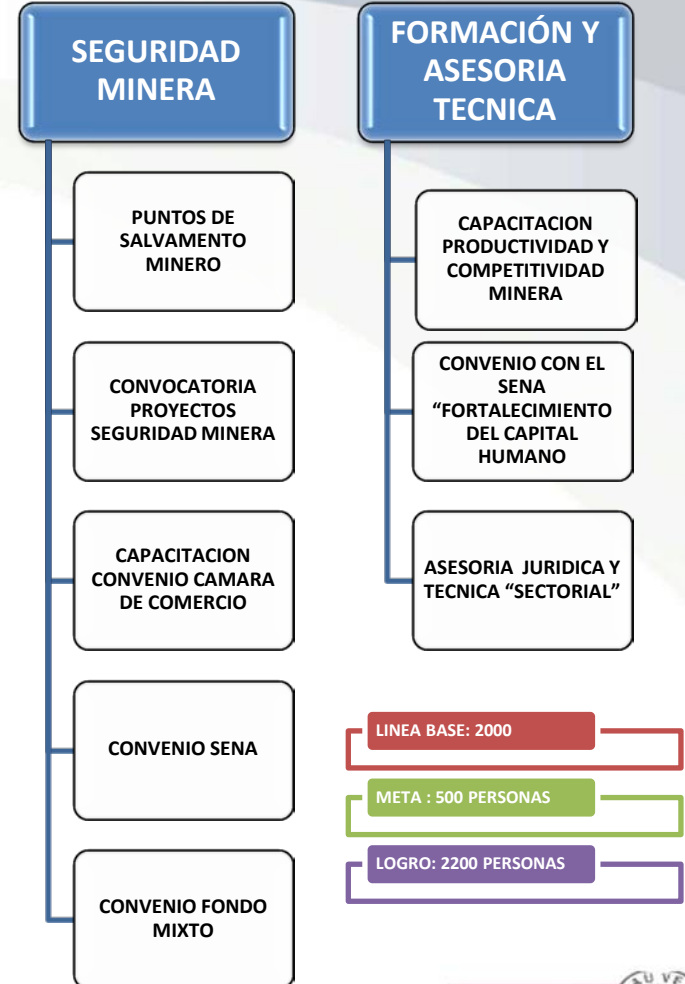 SEGURIDAD
MINERA
PUNTOS DE
SALVAMENTO
MINERO
CONVOCATORIA
PROYECTOS
SEGURIDAD MINERA
CAPACITACION
CONVENIO CAMARA
DE COMERCIO
CONVENIO SENA
CONVENIO FONDO
MIXTO
FORMACIÓN Y
ASESORIA
TECNICA
CAPACITACION
PRODUCTIVIDAD Y
COMPETITIVIDAD
MINERA
CONVENIO CON EL
SENA
“FORTALECIMIENTO
DEL CAPITAL
HUMANO
ASESORIA JURIDICA Y
TECNICA “SECTORIAL”
LINEA BASE: 2000
META : 500 PERSONAS
LOGRO: 2200 PERSONAS